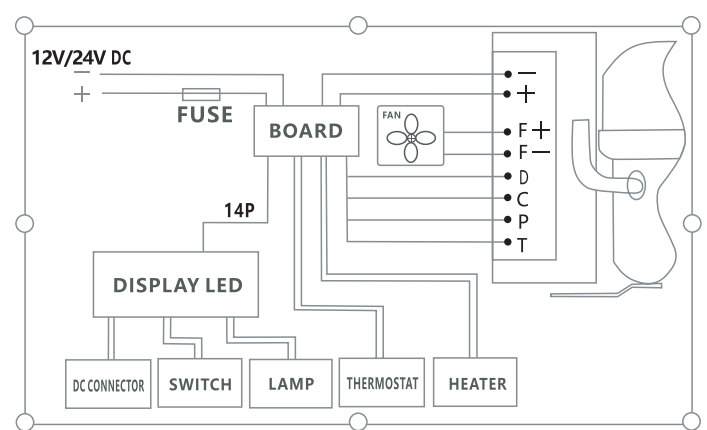 12V/24V DC
−
+
FUSE
BOARD
FAN
−
+
F+
F−
D
C
P
T
14P
DISPLAY LED
DC CONNECTOR
SWITCH
LAMP
THERMOSTAT
HEATER